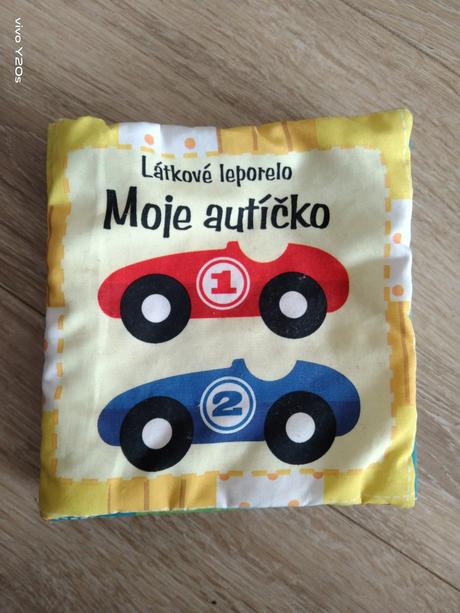 vivo Y20s
Látkové leporelo
Moje autíčko
1
2